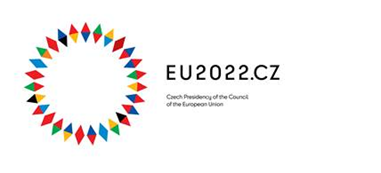 EU2022.CZ
Czech Presidency of the Council
of the European Union